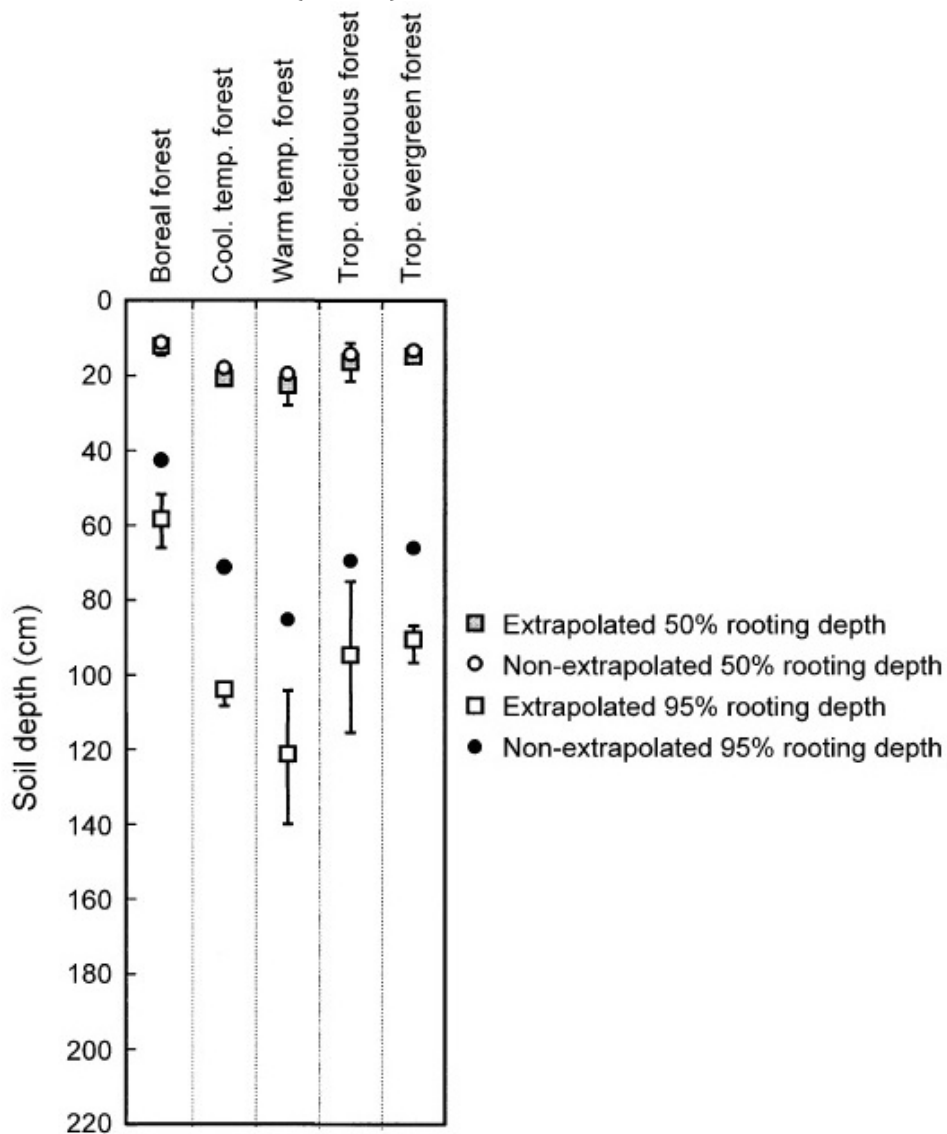 Boreal forest
Cool. temp. forest
Warm temp. forest
Trop. deciduous forest
Trop. evergreen forest
Soil depth (cm)
0
20
40
60
80
100
120
140
160
180
200
220
Extrapolated 50% rooting depth
Non-extrapolated 50% rooting depth
Extrapolated 95% rooting depth
Non-extrapolated 95% rooting depth